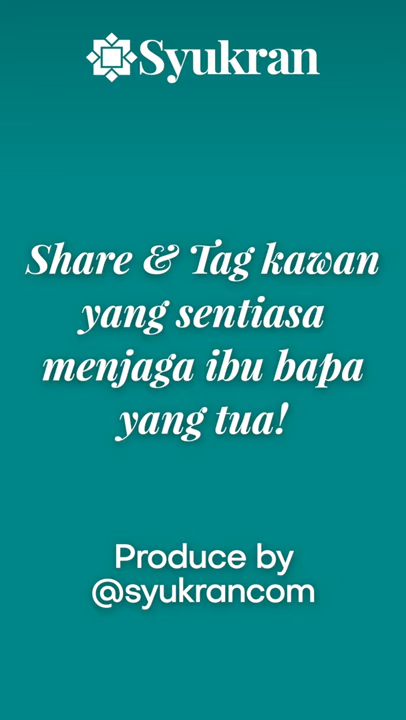 Syukran
Share & Tag kawan
yang sentiasa
menjaga ibu bapa
yang tua!
Produce by
@syukrancom